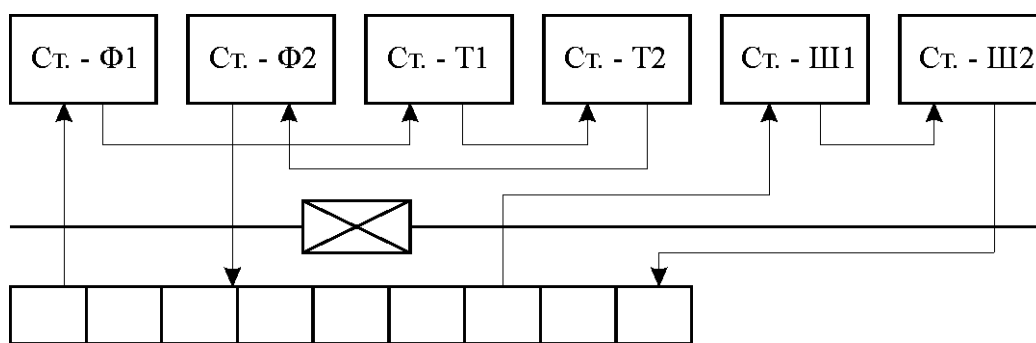 Ст. - Ф1 Ст. - Ф2 Ст. - Т1 Ст. - Т2 Ст. - Ш1 Ст. - Ш2